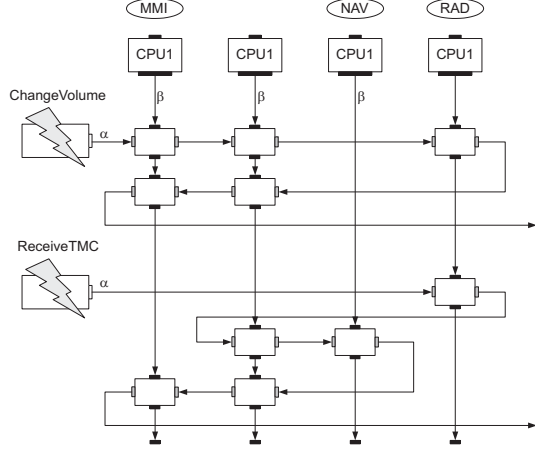 MMI NAV RAD
CPU1 CPU1 CPU1 CPU1
ChangeVolume β β β
α
ReceiveTMC
α